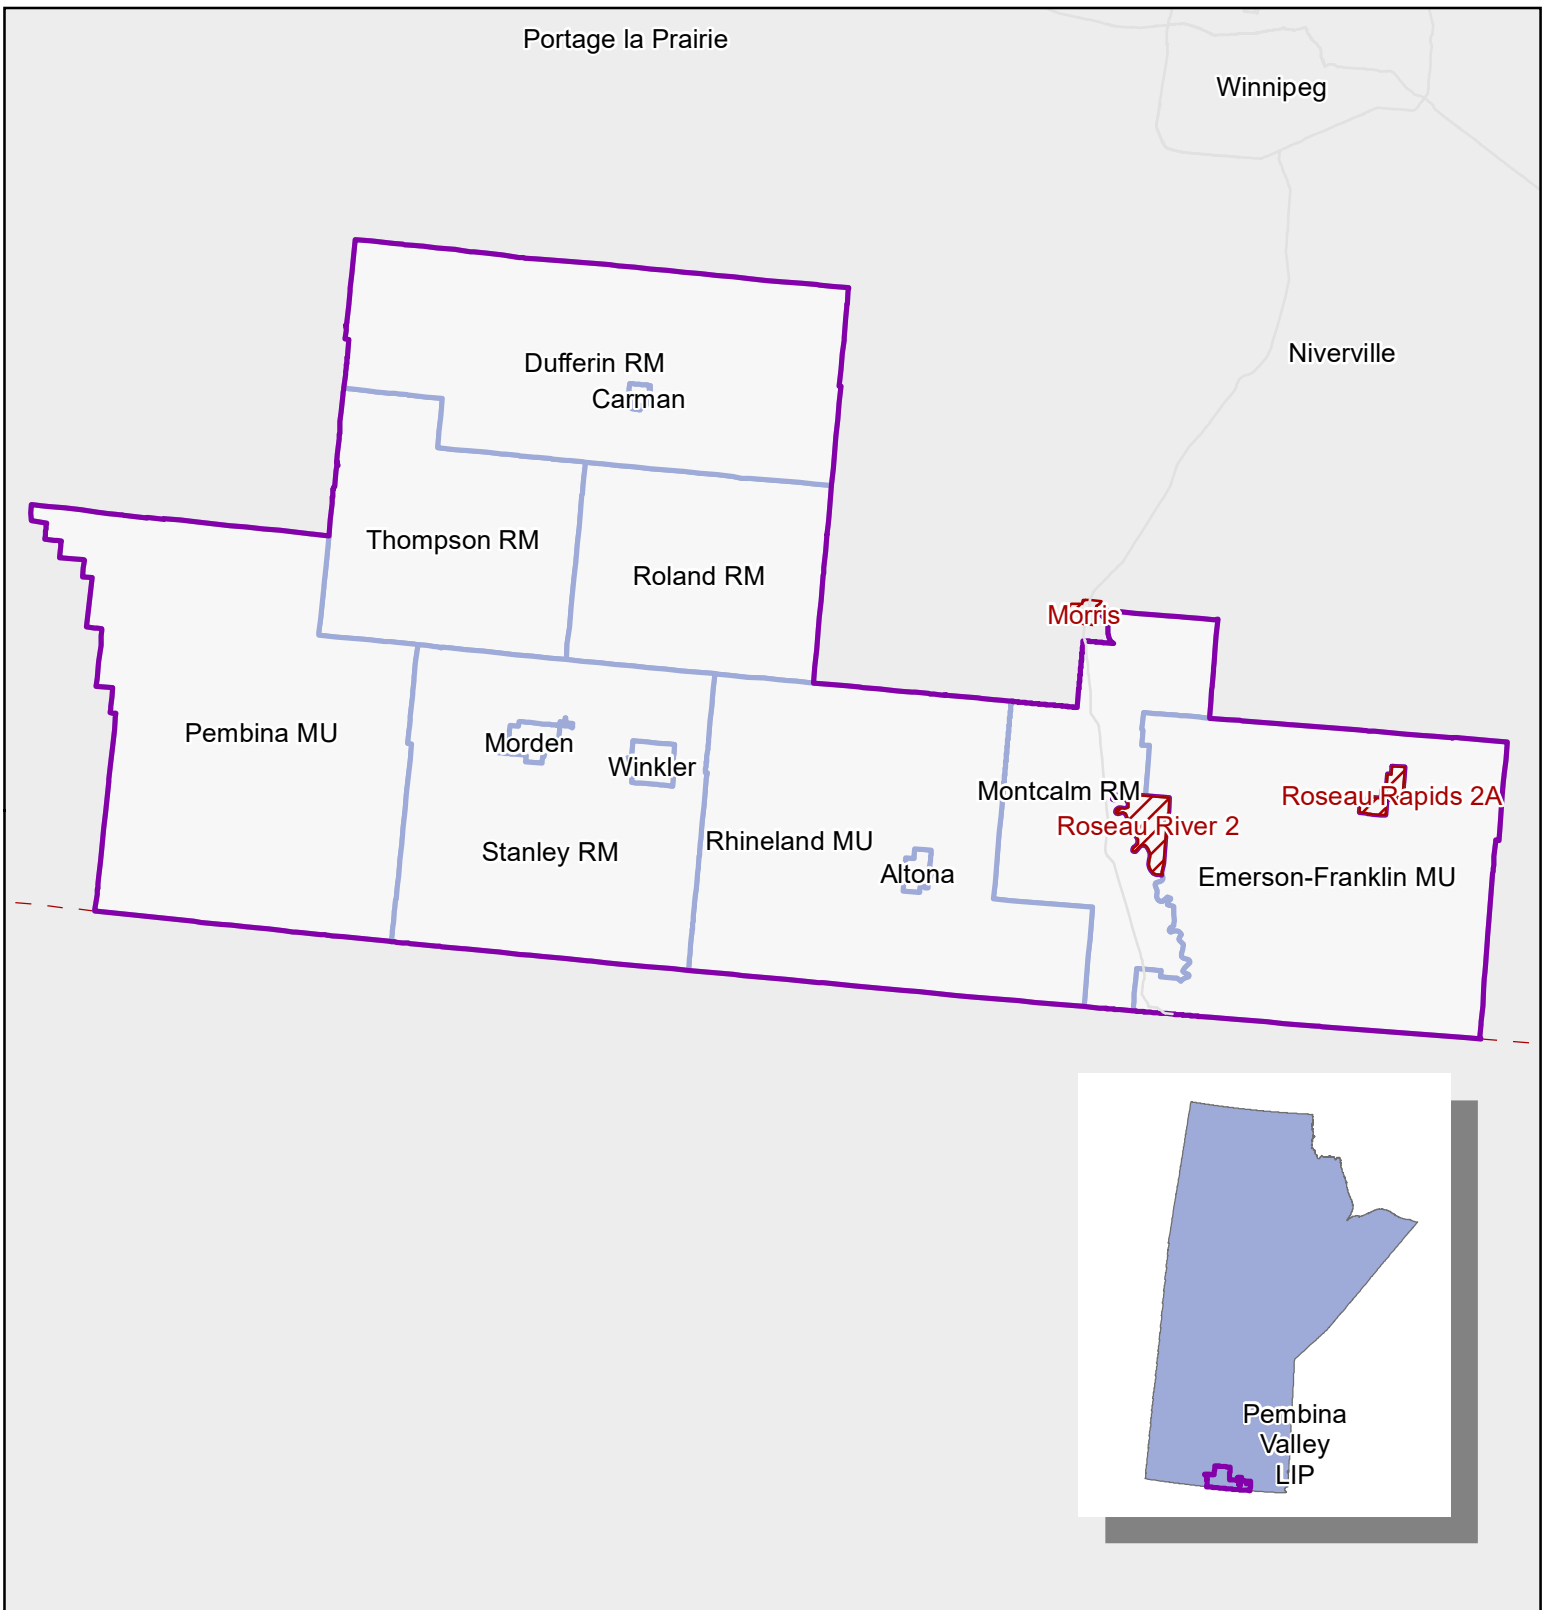 Portage la Prairie
Winnipeg
Niverville
Dufferin RM
Carman
Thompson RM
Roland RM
Morris
Pembina MU
Morden
Winkler
Montcalm RM
Roseau Rapids 2A
Roseau River 2
Rhineland MU
Stanley RM
Altona
Emerson-Franklin MU
Pembina
Valley
LIP